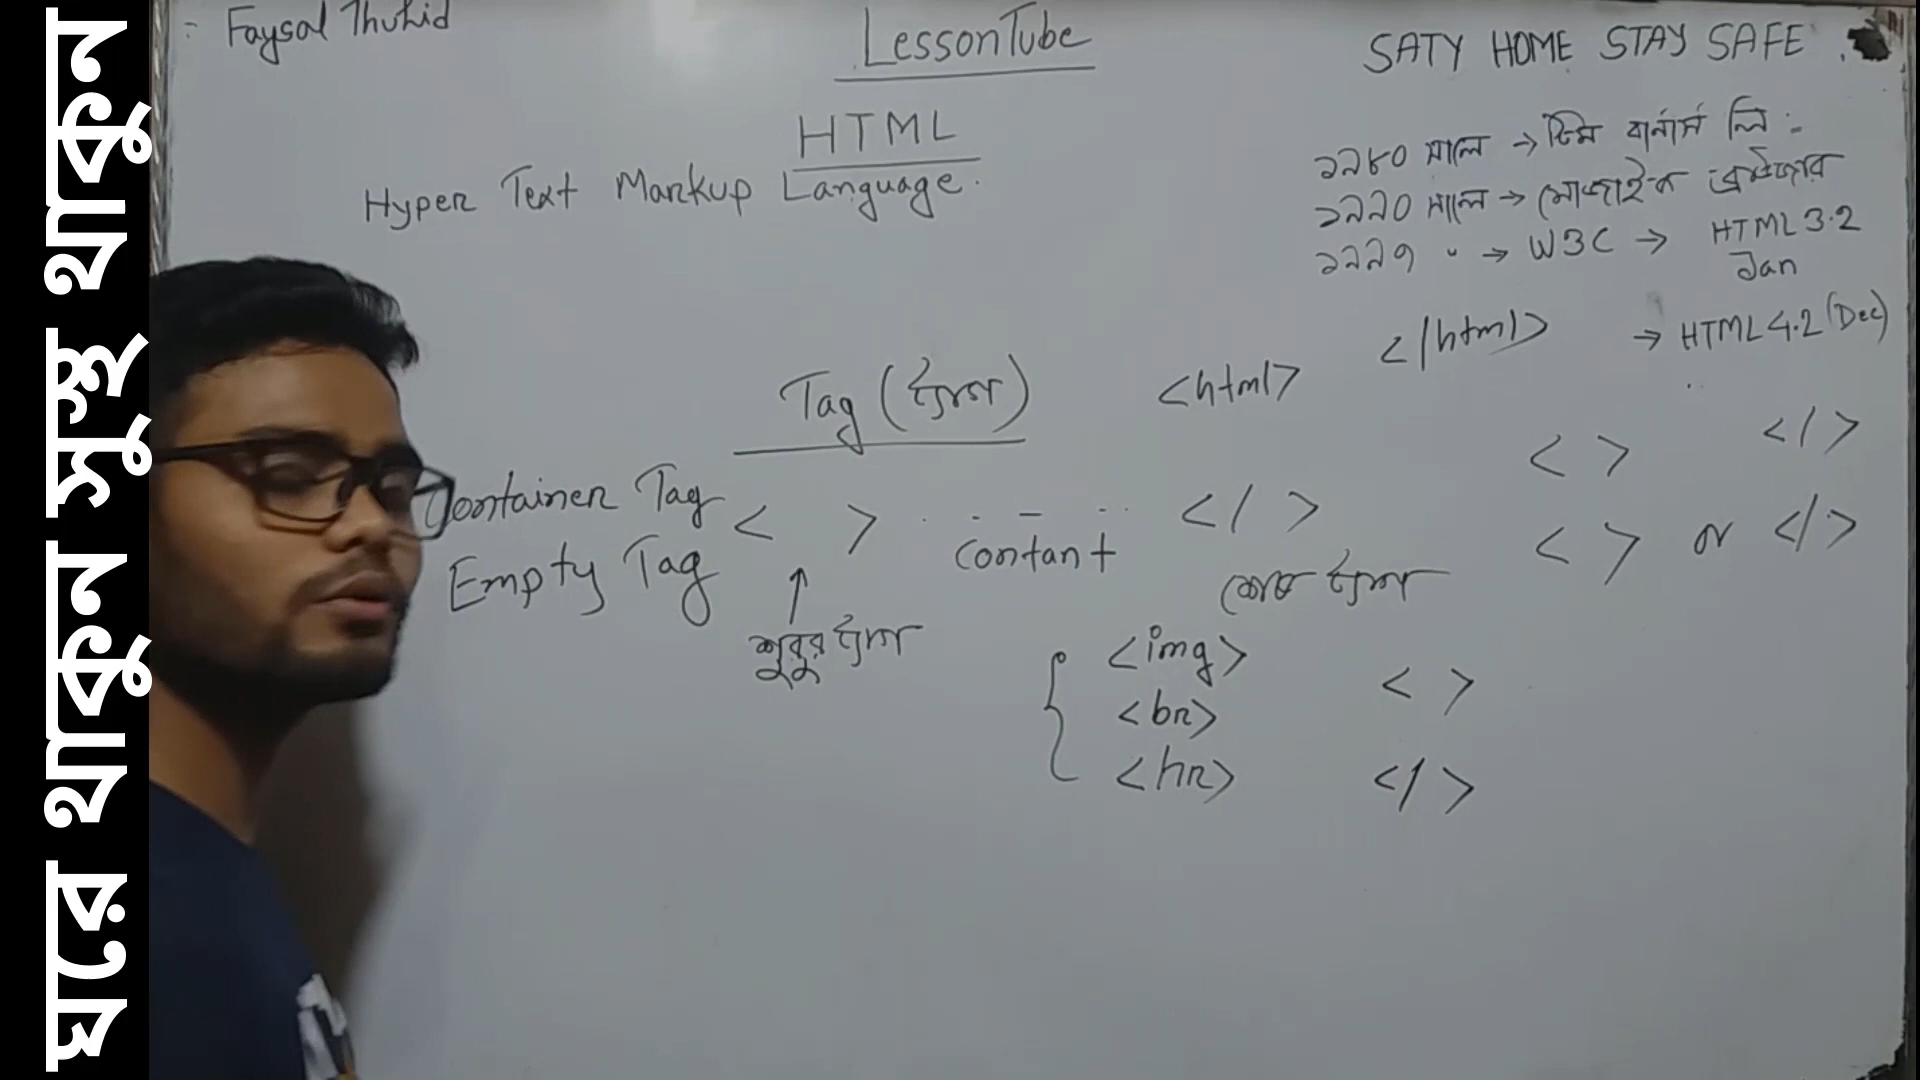 ঘরে থাকুন সুস্থ থাকুন
Faysal Thuhid
LessonTube
SATY HOME STAY SAFE
HTML
Hyper Text Markup Language.
১৯৮০ সালে → টিম বার্নার্স লি :-
১৯৯০ সালে → মোজাইক ব্রাউজার
১৯৯৭ " → W3C → HTML 3.2
Jan
→ HTML 4.2 (Dec)
Tag (ট্যাগ)
<html> </html>
< > </>
Container Tag < > . . - .. </ >
contant
< > or </>
Empty Tag
↑
শুরুর ট্যাগ
শেষ ট্যাগ
{ <img>
<br>
<hr>
< >
</ >